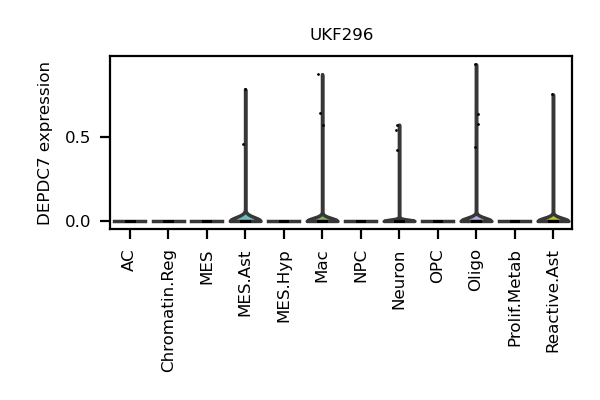 UKF296
DEPDC7 expression
0.5
0.0
AC
Chromatin.Reg
MES
MES.Ast
MES.Hyp
Mac
NPC
Neuron
OPC
Oligo
Prolif.Metab
Reactive.Ast